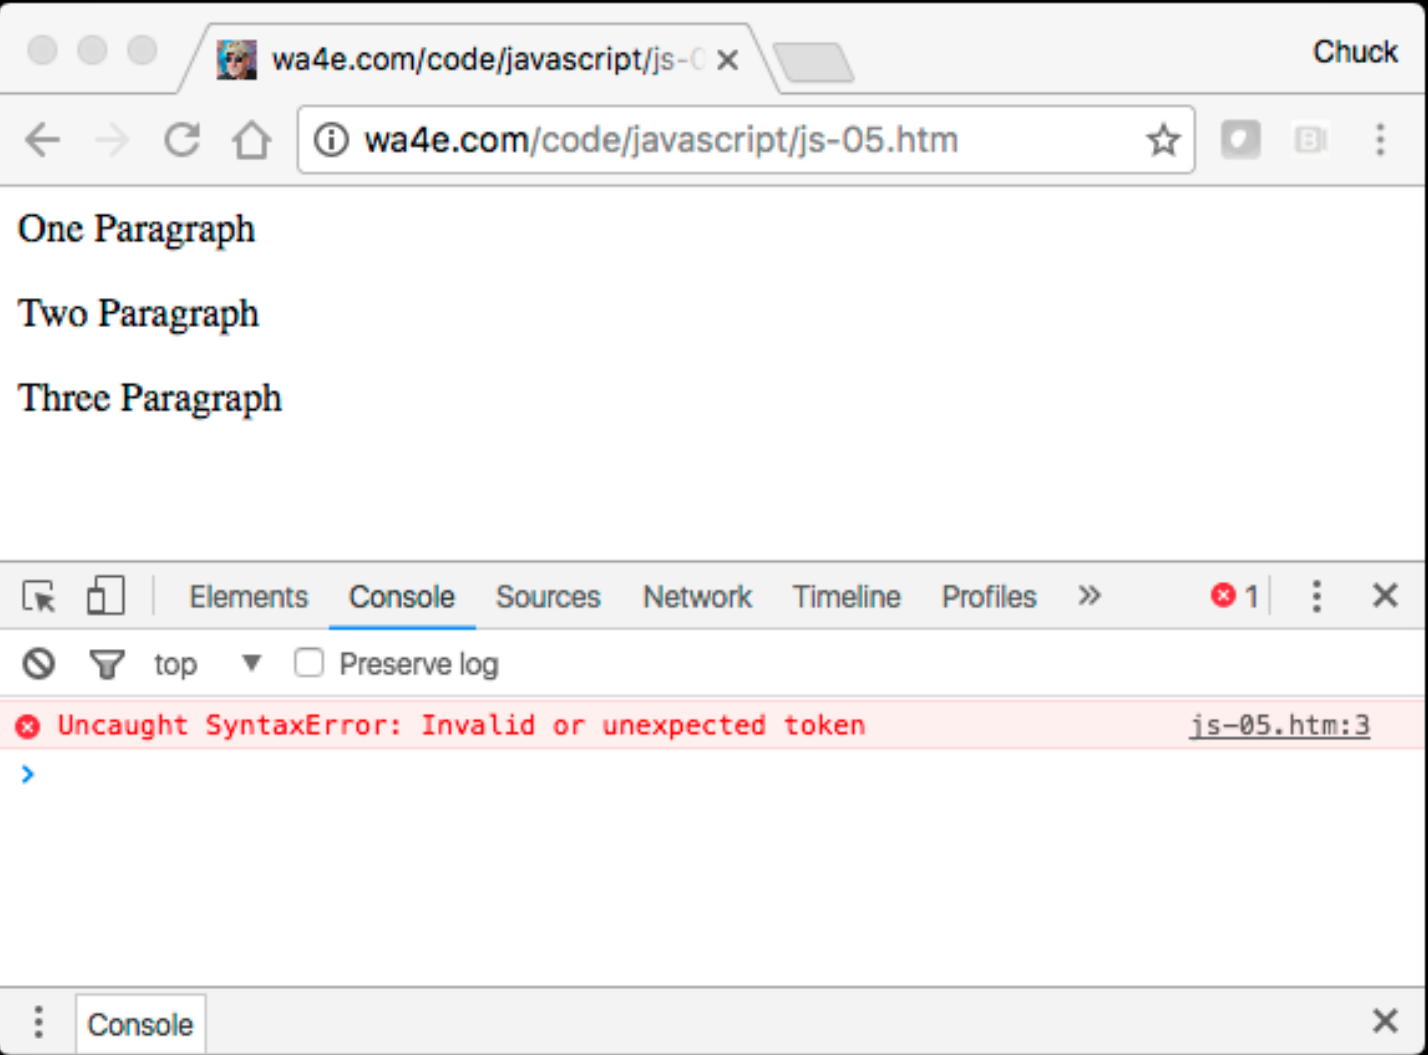 wa4e.com/code/javascript/js-0
Chuck
wa4e.com/code/javascript/js-05.htm
One Paragraph
Two Paragraph
Three Paragraph
Elements Console Sources Network Timeline Profiles » 1
top Preserve log
Uncaught SyntaxError: Invalid or unexpected token js-05.htm:3
Console